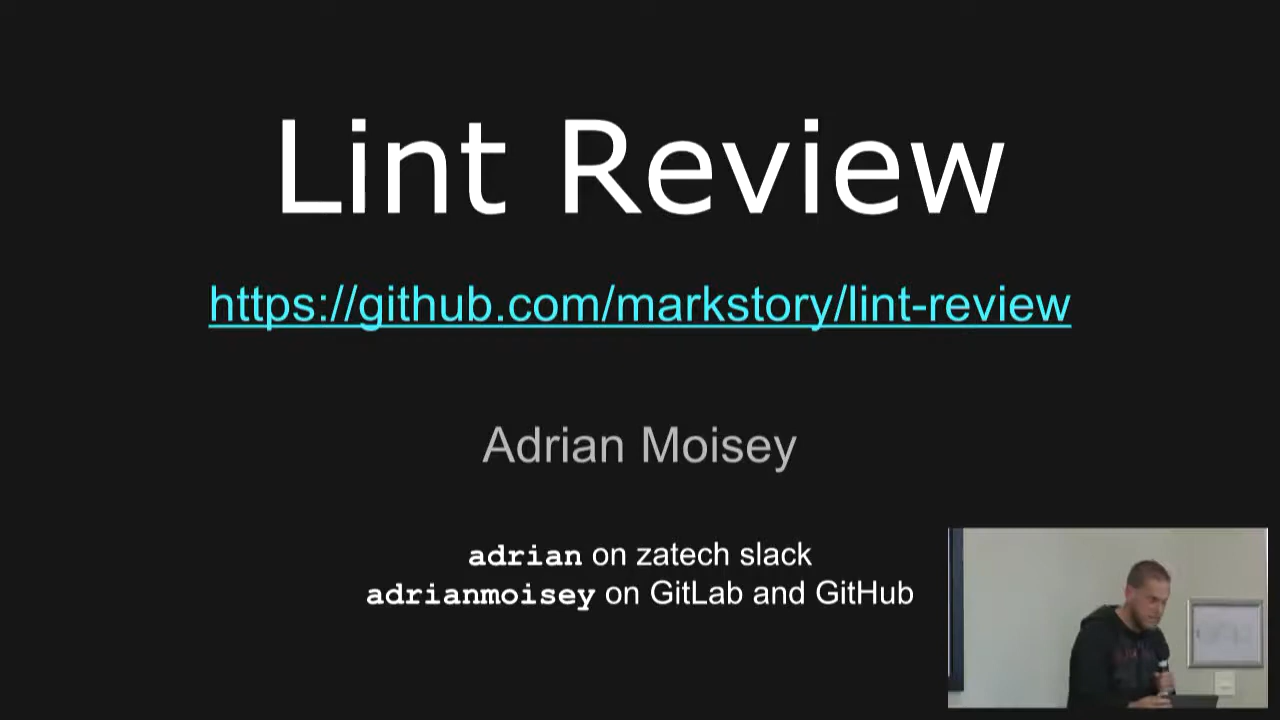 Lint Review
https://github.com/markstory/lint-review
Adrian Moisey
adrian on zatech slack
adrianmoisey on GitLab and GitHub